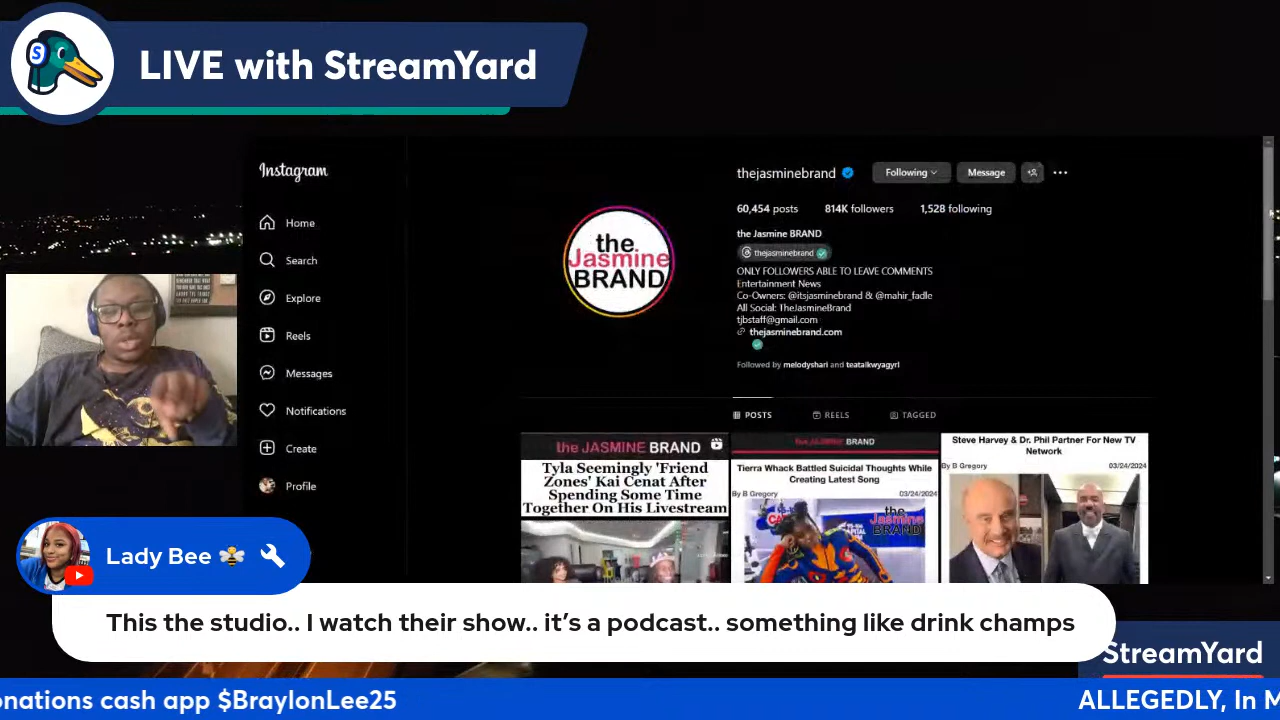 S
LIVE with StreamYard
Instagram
Home
Search
Explore
Reels
Messages
Notifications
Create
Profile
thejasminebrand
Following
Message
60,454 posts
814K followers
1,528 following
the Jasmine BRAND
thejasminebrand
ONLY FOLLOWERS ABLE TO LEAVE COMMENTS
Entertainment News
Co-Owners: @itsjasminebrand & @mahir_fadle
All Social: TheJasmineBrand
tjbstaff@gmail.com
thejasminebrand.com
Followed by melodyshari and teatalkwyagyrl
the
Jasmine
BRAND
POSTS
REELS
TAGGED
the JASMINE BRAND
Tyla Seemingly 'Friend
Zones' Kai Cenat After
Spending Some Time
Together On His Livestream
the JASMINE BRAND
Tierra Whack Battled Suicidal Thoughts While
Creating Latest Song
By B Gregory
03/24/2024
the
Jasmine
BRAND
Steve Harvey & Dr. Phil Partner For New TV
Network
By B Gregory
03/24/2024
Lady Bee
This the studio.. I watch their show.. it's a podcast.. something like drink champs
StreamYard
onations cash app $BraylonLee25
ALLEGEDLY, In M